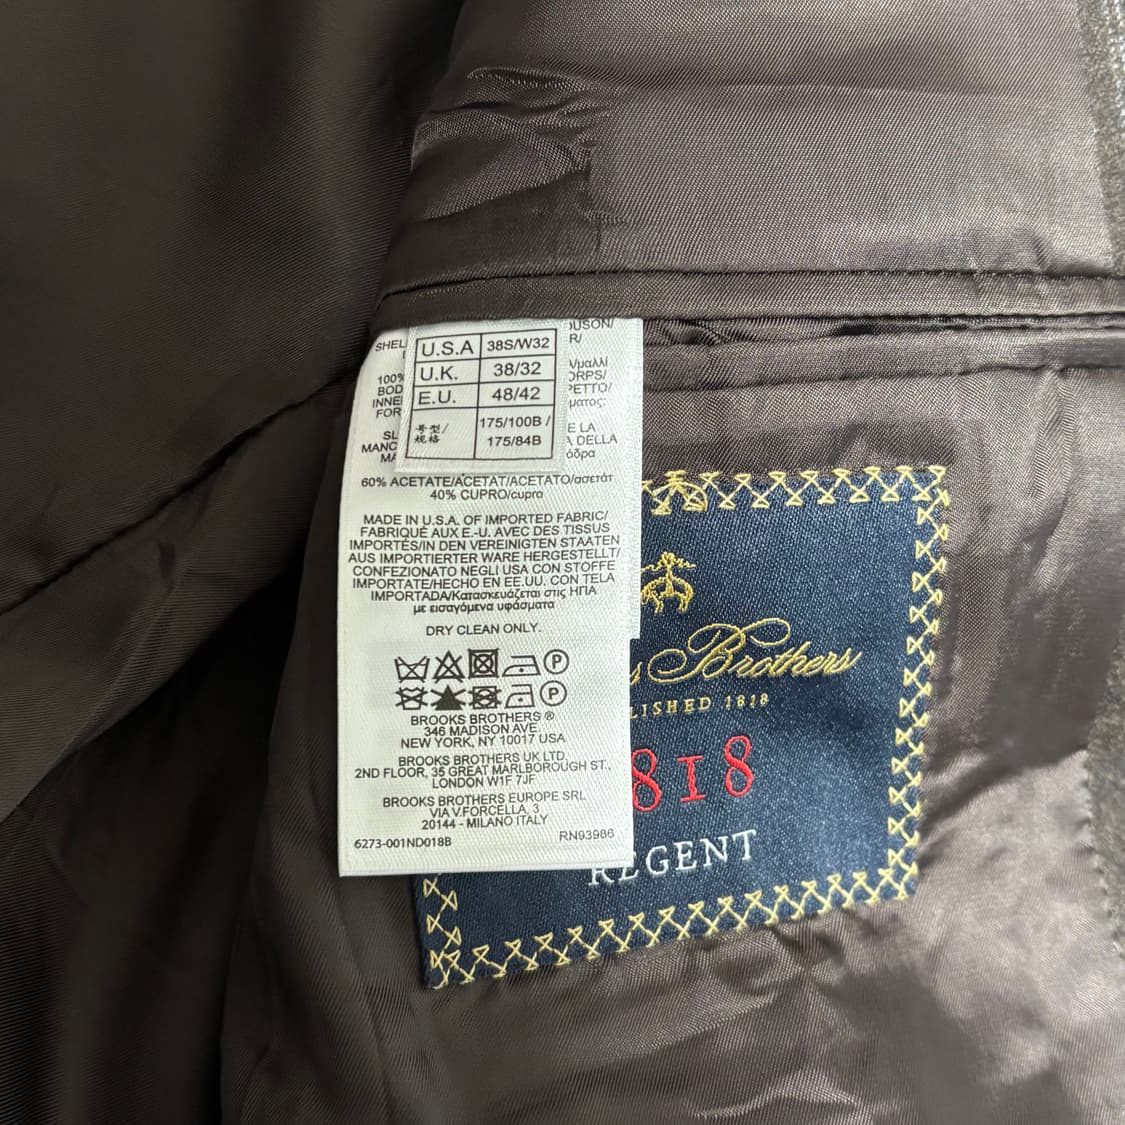 U.S.A 38S/W32
U.K. 38/32
E.U. 48/42
号型/ 175/100B /
规格 175/84B
60% ACETATE/ACETAT/ACETATO/ασετάτ
40% CUPRO/cupro
MADE IN U.S.A. OF IMPORTED FABRIC/
FABRIQUÉ AUX E.-U. AVEC DES TISSUS
IMPORTÉS/IN DEN VEREINIGTEN STAATEN
AUS IMPORTIERTER WARE HERGESTELLT/
CONFEZIONATO NEGLI USA CON STOFFE
IMPORTATE/HECHO EN EE.UU. CON TELA
IMPORTADA/Κατασκευάζεται στις ΗΠΑ
με εισαγόμενα υφάσματα
DRY CLEAN ONLY.
P
P
BROOKS BROTHERS ®
346 MADISON AVE.
NEW YORK, NY 10017 USA
BROOKS BROTHERS UK LTD.
2ND FLOOR, 35 GREAT MARLBOROUGH ST.,
LONDON W1F 7JF
BROOKS BROTHERS EUROPE SRL
VIA V.FORCELLA, 3
20144 - MILANO ITALY
6273-001ND018B RN93986
s Brothers
LISHED 1818
818
REGENT